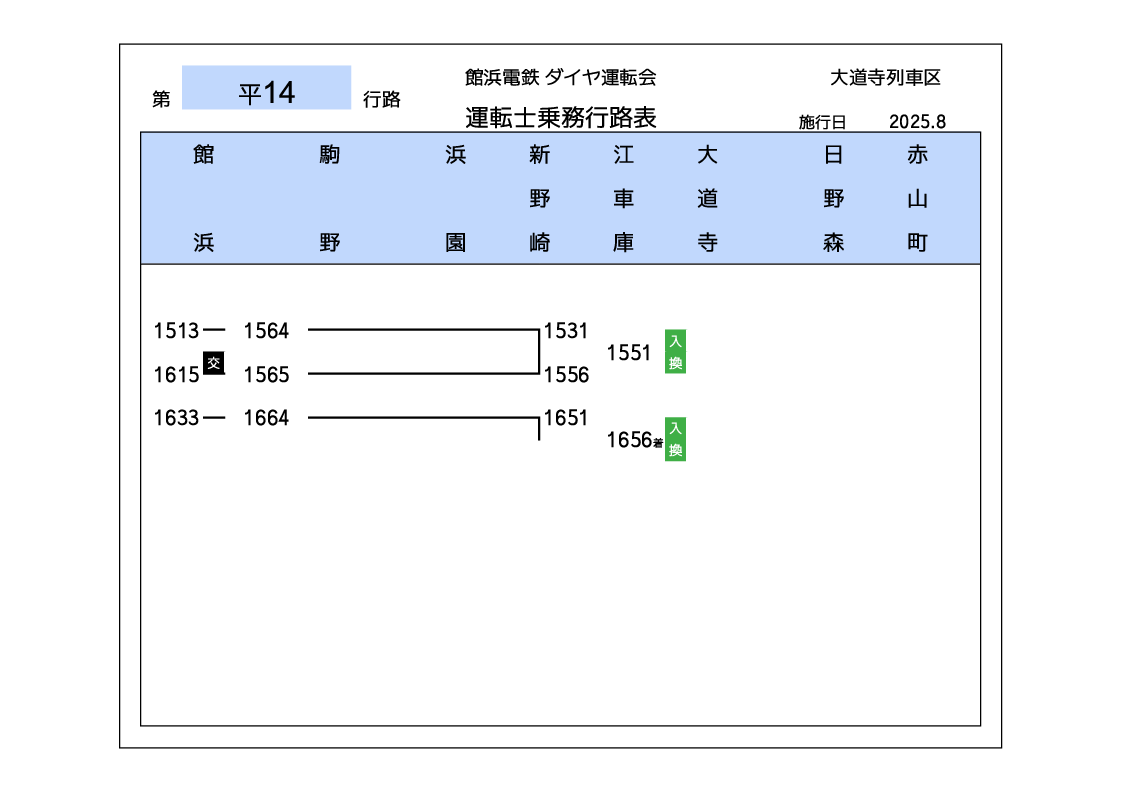 館浜電鉄 ダイヤ運転会
大道寺列車区
第 平14 行路
運転士乗務行路表
施行日 2025.8
館浜 駒野 浜園 新野崎 江車庫 大道寺 日野森 赤山町
1513 1564 1531
1551 入換
1615 交 1565 1556
1633 1664 1651
1656着 入換